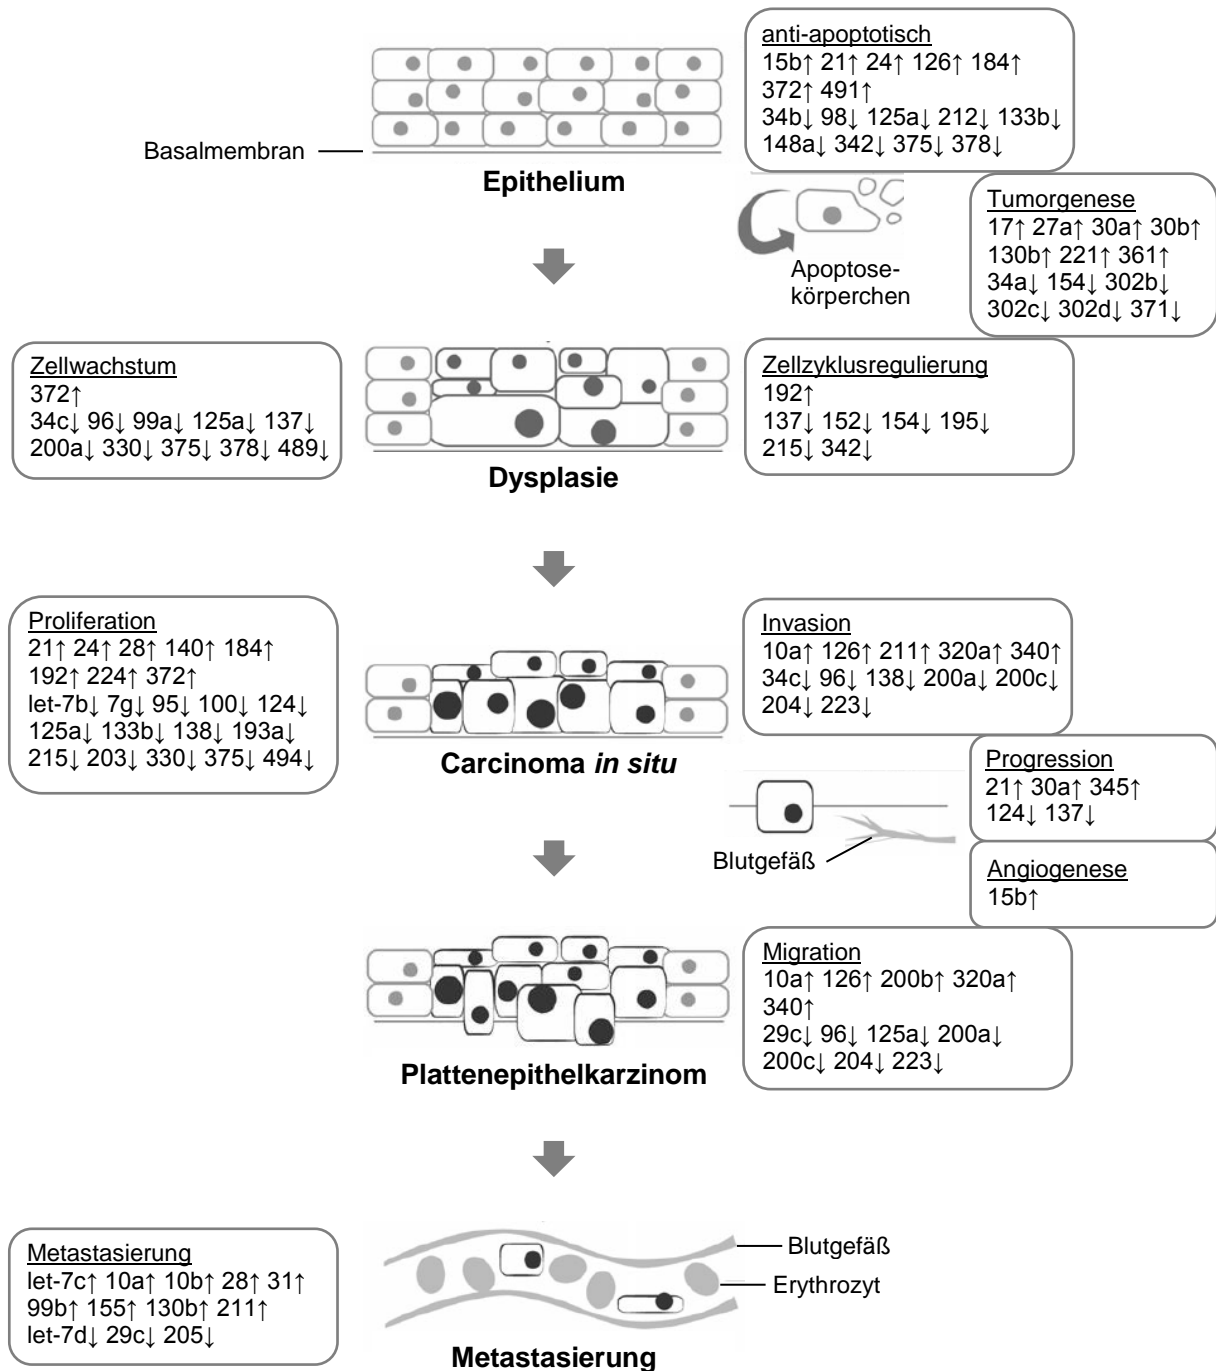 anti-apoptotisch
15b↑ 21↑ 24↑ 126↑ 184↑
372↑ 491↑
34b↓ 98↓ 125a↓ 212↓ 133b↓
148a↓ 342↓ 375↓ 378↓
Basalmembran
Epithelium
Tumorgenese
17↑ 27a↑ 30a↑ 30b↑
130b↑ 221↑ 361↑
34a↓ 154↓ 302b↓
302c↓ 302d↓ 371↓
Apoptose-
körperchen
Zellwachstum
372↑
34c↓ 96↓ 99a↓ 125a↓ 137↓
200a↓ 330↓ 375↓ 378↓ 489↓
Zellzyklusregulierung
192↑
137↓ 152↓ 154↓ 195↓
215↓ 342↓
Dysplasie
Proliferation
21↑ 24↑ 28↑ 140↑ 184↑
192↑ 224↑ 372↑
let-7b↓ 7g↓ 95↓ 100↓ 124↓
125a↓ 133b↓ 138↓ 193a↓
215↓ 203↓ 330↓ 375↓ 494↓
Invasion
10a↑ 126↑ 211↑ 320a↑ 340↑
34c↓ 96↓ 138↓ 200a↓ 200c↓
204↓ 223↓
Carcinoma in situ
Progression
21↑ 30a↑ 345↑
124↓ 137↓
Blutgefäß
Angiogenese
15b↑
Migration
10a↑ 126↑ 200b↑ 320a↑
340↑
29c↓ 96↓ 125a↓ 200a↓
200c↓ 204↓ 223↓
Plattenepithelkarzinom
Metastasierung
let-7c↑ 10a↑ 10b↑ 28↑ 31↑
99b↑ 155↑ 130b↑ 211↑
let-7d↓ 29c↓ 205↓
Blutgefäß
Erythrozyt
Metastasierung